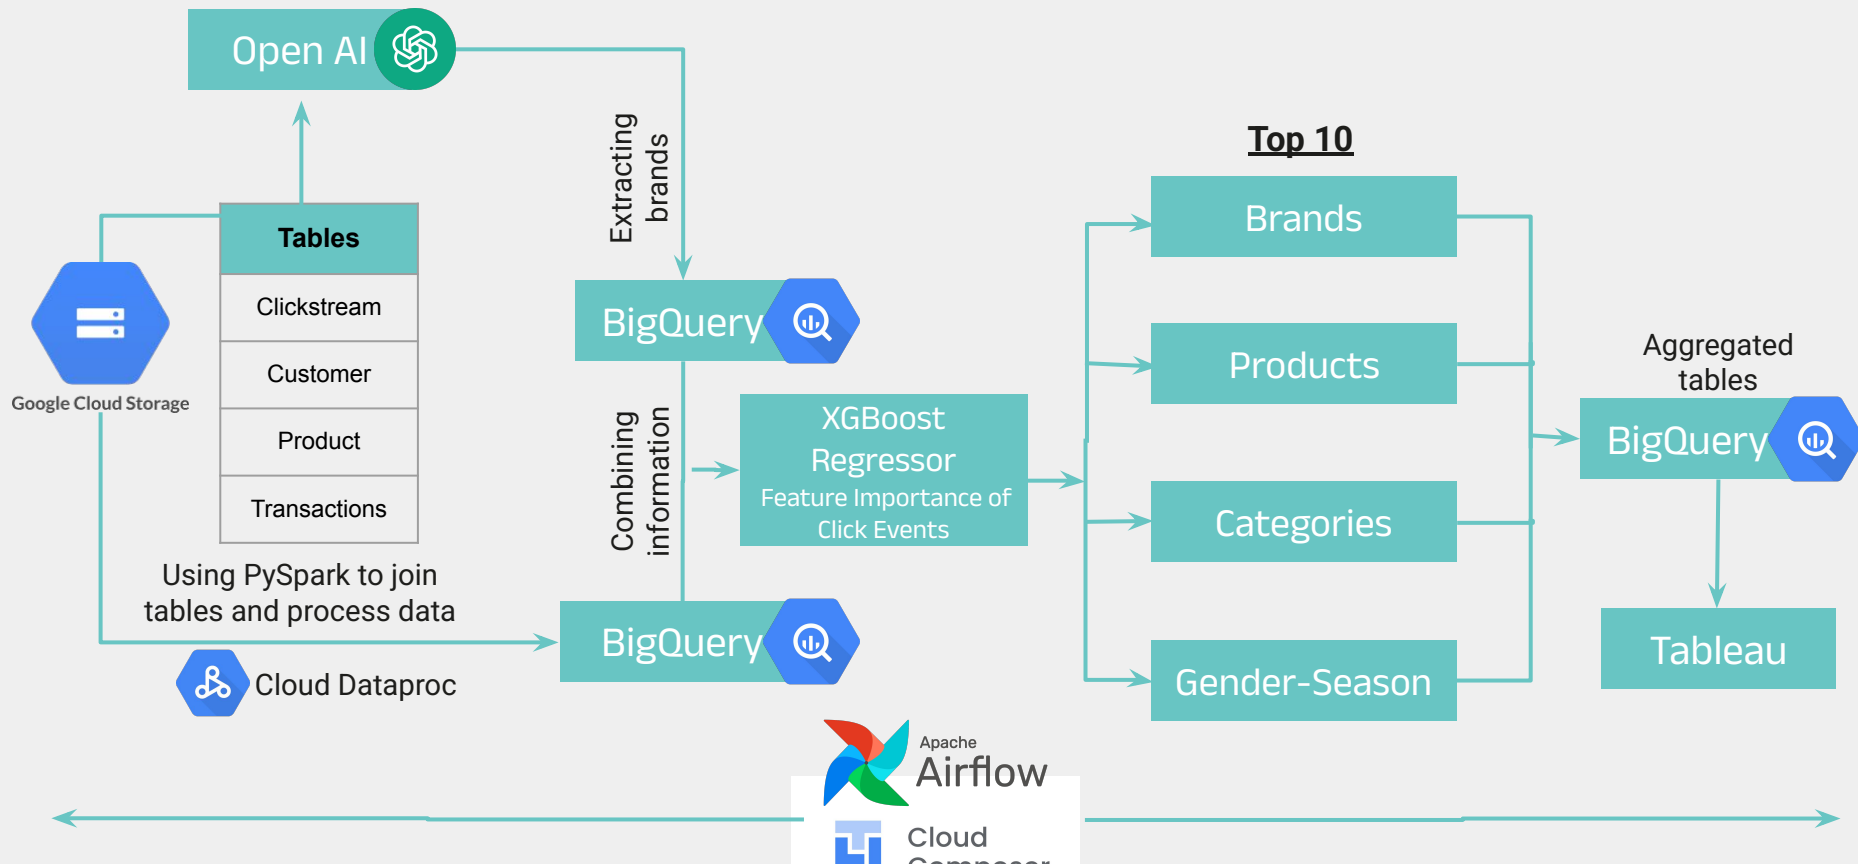 Open AI
Extracting
brands
Top 10
Tables
Clickstream
Customer
Product
Transactions
Google Cloud Storage
Using PySpark to join
tables and process data
Cloud Dataproc
BigQuery
Combining
information
BigQuery
XGBoost
Regressor
Feature Importance of
Click Events
Brands
Products
Categories
Gender-Season
Aggregated
tables
BigQuery
Tableau
Apache
Airflow
Cloud
Composer